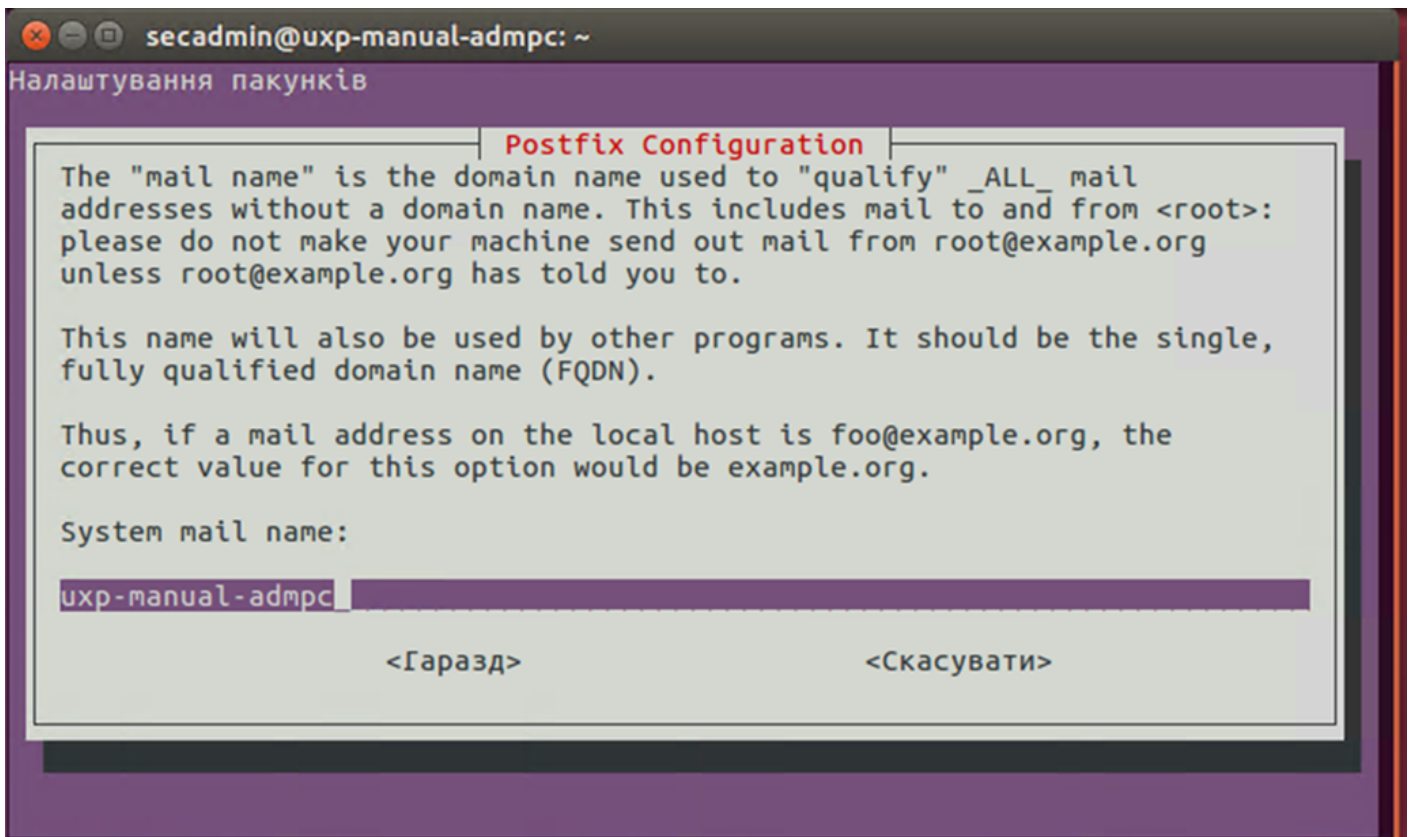 secadmin@uxp-manual-admpc: ~
Налаштування пакунків
Postfix Configuration
The "mail name" is the domain name used to "qualify" _ALL_ mail
addresses without a domain name. This includes mail to and from <root>:
please do not make your machine send out mail from root@example.org
unless root@example.org has told you to.
This name will also be used by other programs. It should be the single,
fully qualified domain name (FQDN).
Thus, if a mail address on the local host is foo@example.org, the
correct value for this option would be example.org.
System mail name:
uxp-manual-admpc
<Гаразд> <Скасувати>